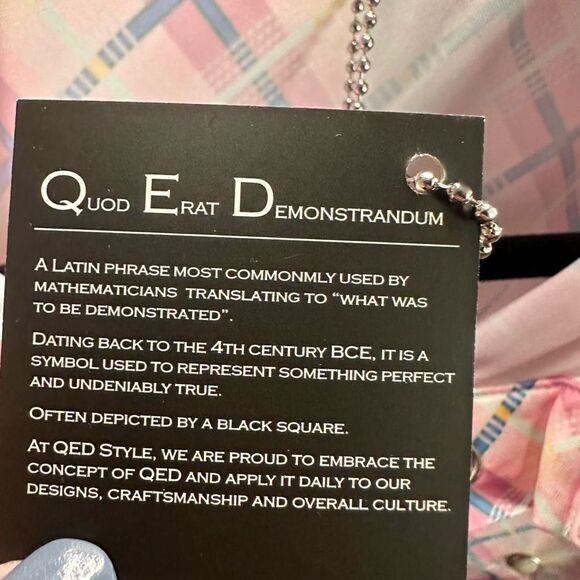 QUOD ERAT DEMONSTRANDUM
A LATIN PHRASE MOST COMMONMLY USED BY
MATHEMATICIANS TRANSLATING TO “WHAT WAS
TO BE DEMONSTRATED”.
DATING BACK TO THE 4TH CENTURY BCE, IT IS A
SYMBOL USED TO REPRESENT SOMETHING PERFECT
AND UNDENIABLY TRUE.
OFTEN DEPICTED BY A BLACK SQUARE.
AT QED STYLE, WE ARE PROUD TO EMBRACE THE
CONCEPT OF QED AND APPLY IT DAILY TO OUR
DESIGNS, CRAFTSMANSHIP AND OVERALL CULTURE.